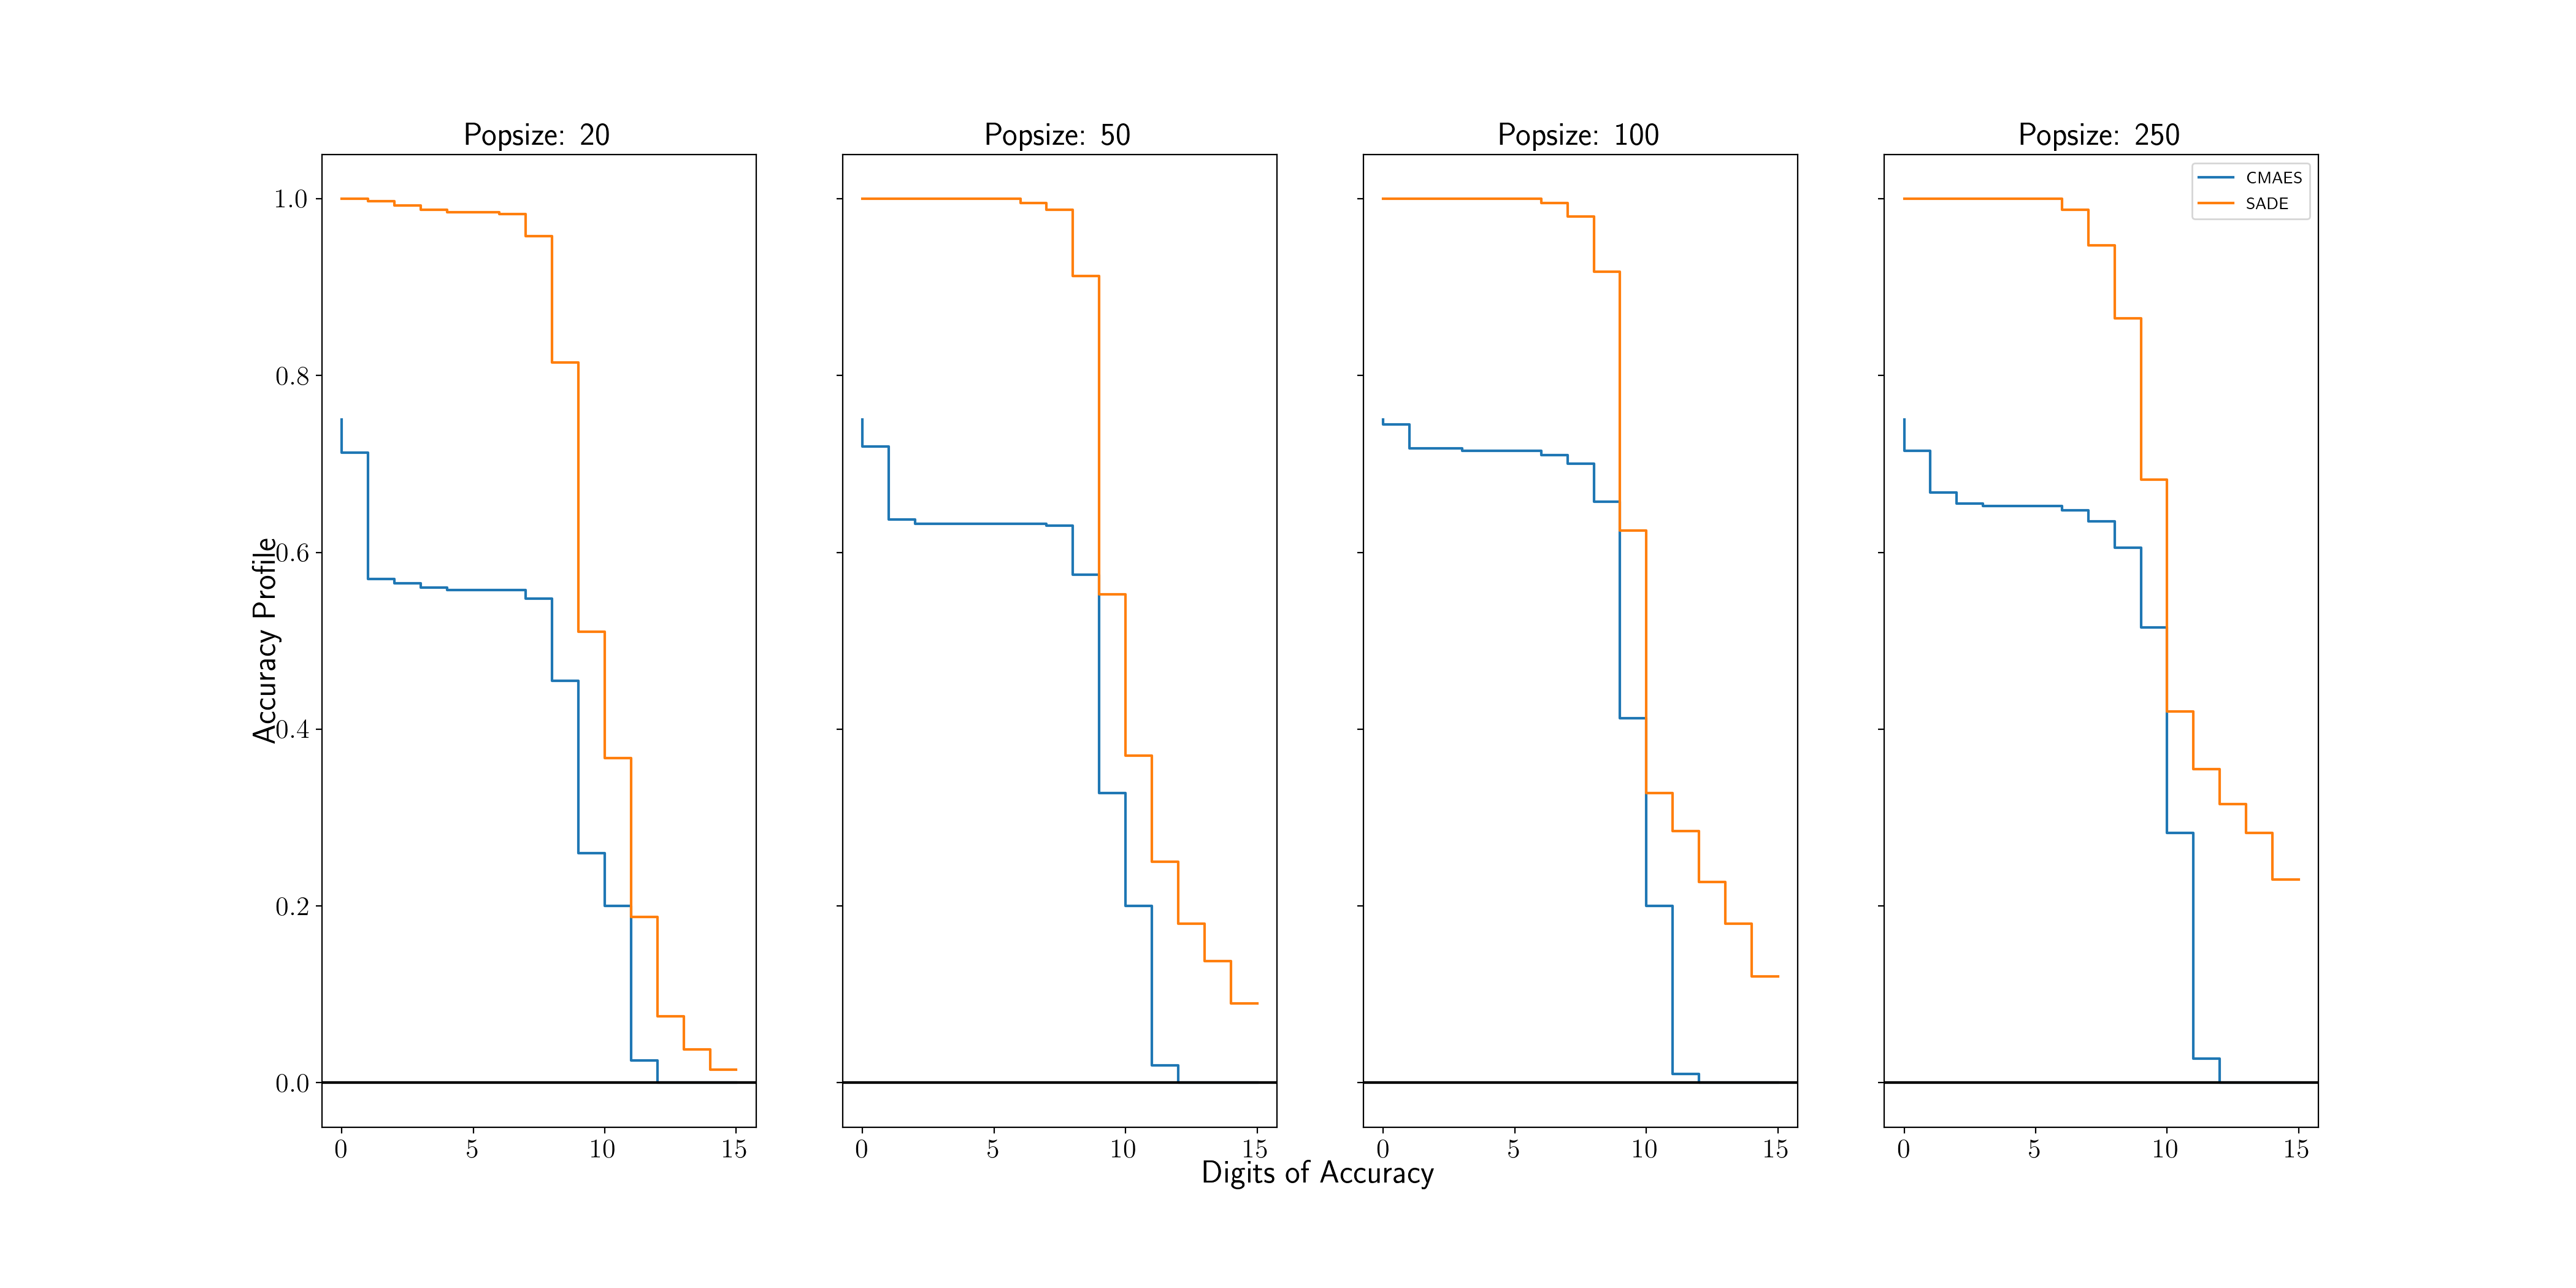 Popsize: 20
Popsize: 50
Popsize: 100
Popsize: 250
CMAES
SADE
Accuracy Profile
1.0
0.8
0.6
0.4
0.2
0.0
0 5 10 15
0 5 10 15
0 5 10 15
0 5 10 15
Digits of Accuracy